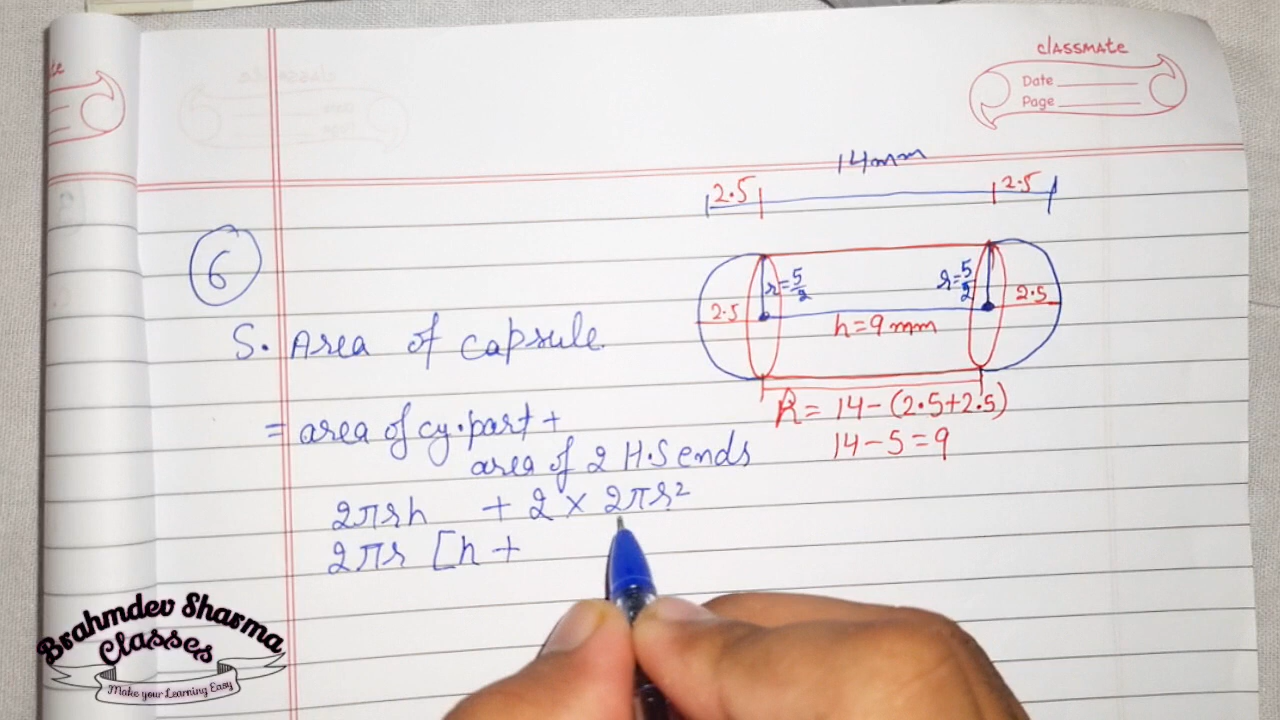 classmate
Date
Page
14mm
2.5 2.5
6
r=5/2 r=5/2
2.5 2.5
h=9mm
S. Area of capsule
h= 14-(2.5+2.5)
14-5=9
= area of cy. part +
area of 2 H.S ends
2πrh + 2 × 2πr²
2πr [h +
Brahmdev Sharma
Classes
Make your Learning Easy